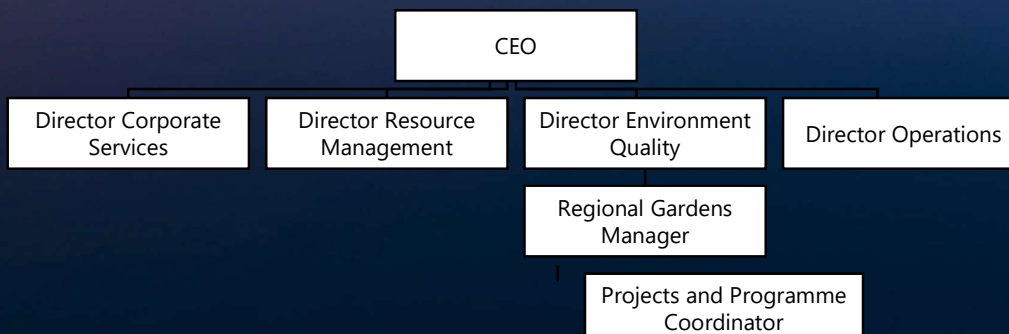 CEO
Director Corporate
Services
Director Resource
Management
Director Environment
Quality
Director Operations
Regional Gardens
Manager
Projects and Programme
Coordinator